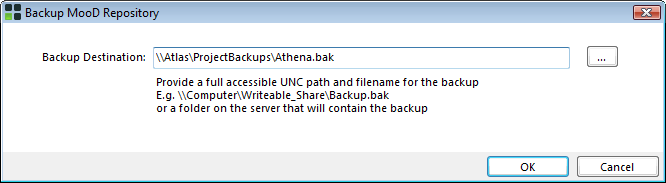 Backup MooD Repository
Backup Destination: \\Atlas\ProjectBackups\Athena.bak ...
Provide a full accessible UNC path and filename for the backup
E.g. \\Computer\Writeable_Share\Backup.bak
or a folder on the server that will contain the backup
OK Cancel